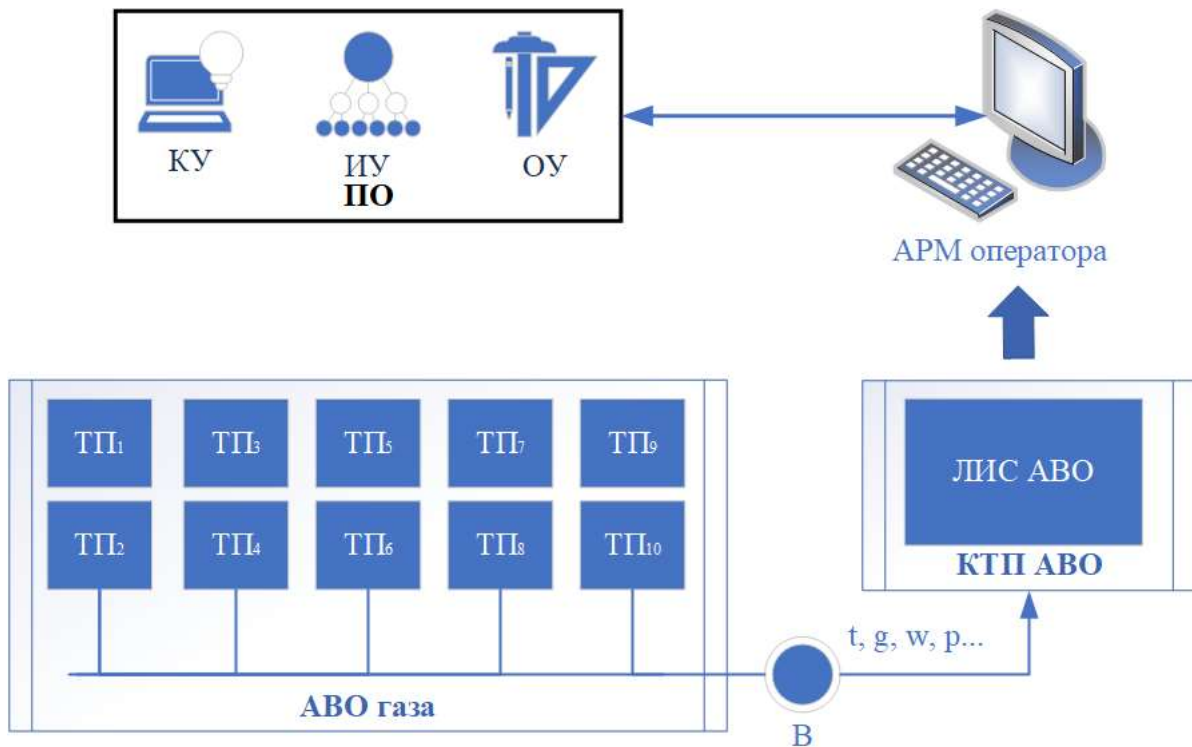 КУ ИУ ОУ
ПО
АРМ оператора
ТП1 ТП3 ТП5 ТП7 ТП9
ТП2 ТП4 ТП6 ТП8 ТП10
АВО газа
ЛИС АВО
КТП АВО
t, g, w, p...
В